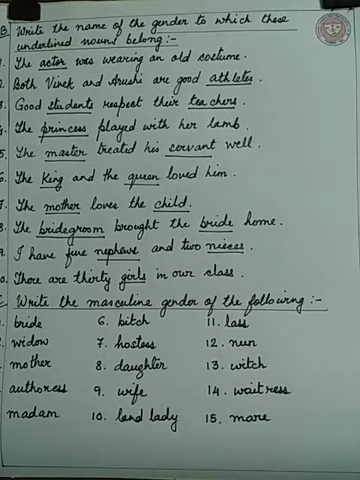 B. Write the name of the gender to which these
underlined nouns belong:-
1. The actor was wearing an old costume.
2. Both Vivek and Arushi are good athletes.
3. Good students respect their teachers.
4. The princess played with her lamb.
5. The master treated his servant well.
6. The King and the queen loved him.
7. The mother loves the child.
8. The bridegroom brought the bride home.
9. I have five nephews and two nieces.
0. There are thirty girls in our class.
C. Write the masculine gender of the following:-
bride 6. bitch 11. lass
widow 7. hostess 12. nun
mother 8. daughter 13. witch
authoress 9. wife 14. waitress
madam 10. land lady 15. mare